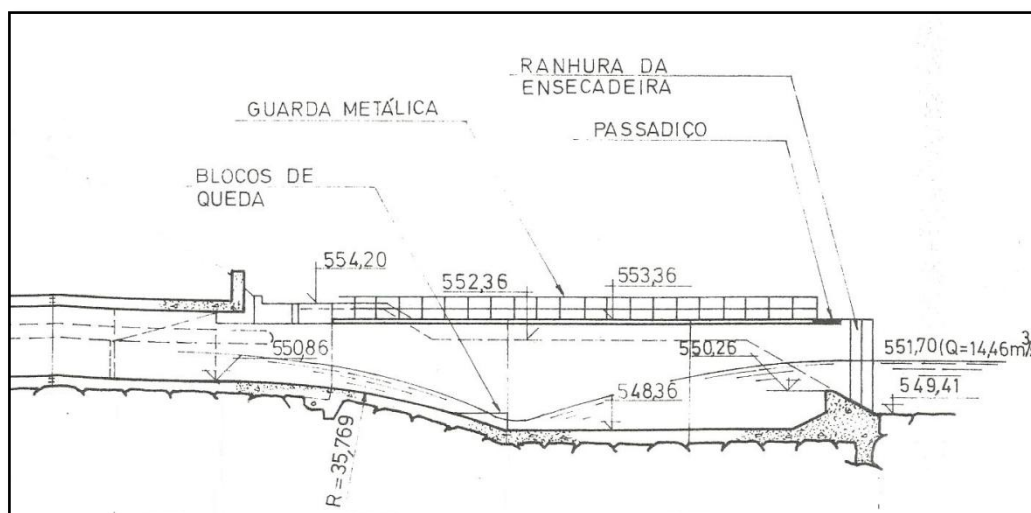 RANHURA DA
ENSECADEIRA
GUARDA METÁLICA
PASSADIÇO
BLOCOS DE
QUEDA
554,20
552,36
553,36
550,86
550,26
551,70(Q=14,46m³/
548,36
549,41
R=35,769